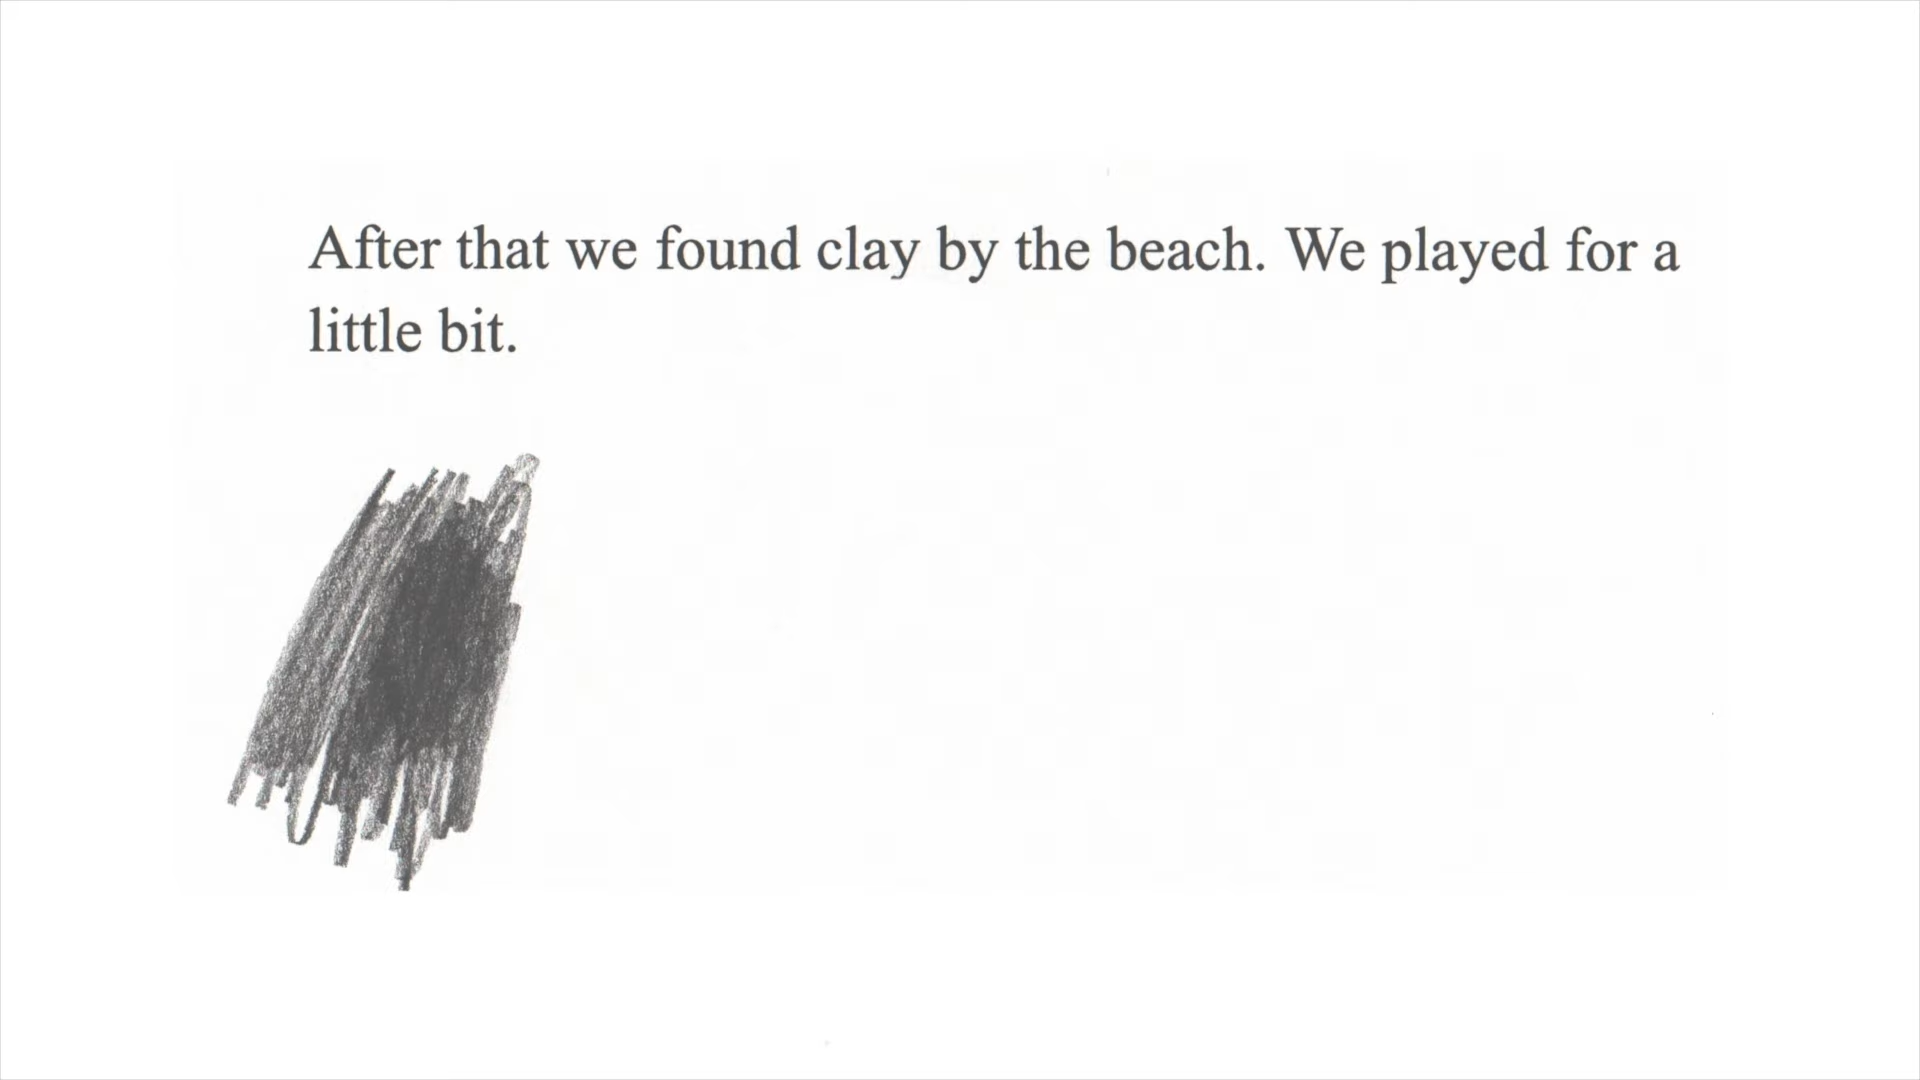 After that we found clay by the beach. We played for a
little bit.